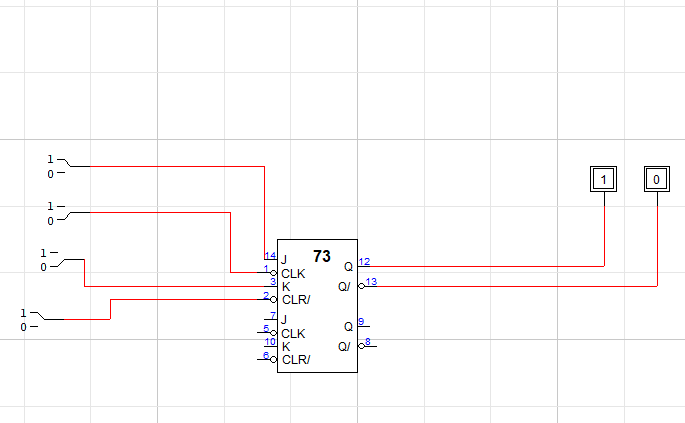 1
0
1
0
1
0
1
0
73
14 J
1 CLK
3 K
2 CLR/
7 J
5 CLK
10 K
6 CLR/
Q 12
Q/ 13
Q 9
Q/ 8
1
0